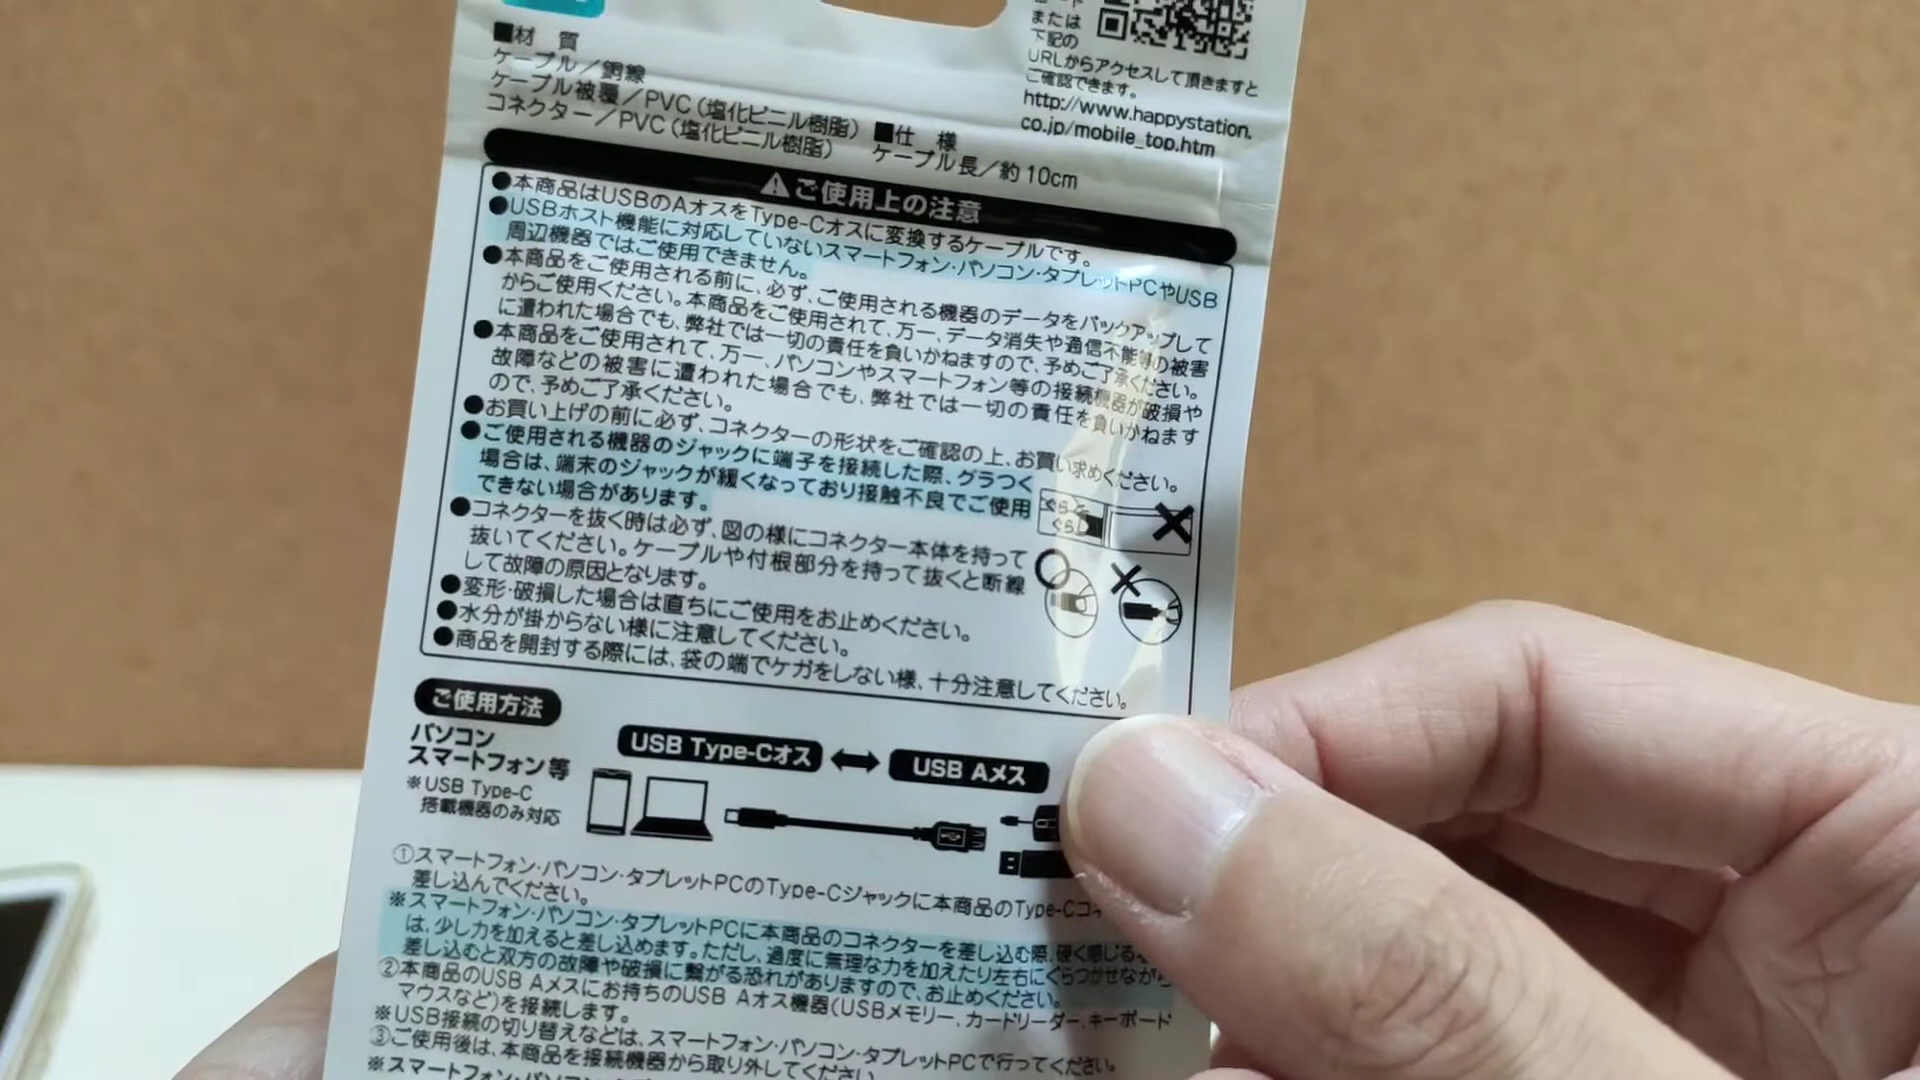 または
下記の
URLからアクセスして頂きますと
ご確認できます。
http://www.happystation.
co.jp/mobile_top.htm
■材 質
ケーブル/銅線
ケーブル被覆/PVC(塩化ビニル樹脂)
コネクター/PVC(塩化ビニル樹脂)
■仕 様
ケーブル長/約10cm
ご使用上の注意
●本商品はUSBのAオスをType-Cオスに変換するケーブルです。
●USBホスト機能に対応していないスマートフォン・パソコン・タブレットPCやUSB
周辺機器ではご使用できません。
●本商品をご使用される前に、必ず、ご使用される機器のデータをバックアップして
からご使用ください。本商品をご使用されて、万一、データ消失や通信不能等の被害
に遭われた場合でも、弊社では一切の責任を負いかねますので、予めご了承ください。
●本商品をご使用されて、万一、パソコンやスマートフォン等の接続機器が破損や
故障などの被害に遭われた場合でも、弊社では一切の責任を負いかねます
ので、予めご了承ください。
●お買い上げの前に必ず、コネクターの形状をご確認の上、お買い求めください。
●ご使用される機器のジャックに端子を接続した際、グラつく
場合は、端末のジャックが緩くなっており接触不良でご使用
できない場合があります。
ぐらぐら
●コネクターを抜く時は必ず、図の様にコネクター本体を持って
抜いてください。ケーブルや付根部分を持って抜くと断線
して故障の原因となります。
●変形・破損した場合は直ちにご使用をお止めください。
●水分が掛からない様に注意してください。
●商品を開封する際には、袋の端でケガをしない様、十分注意してください。
ご使用方法
パソコン
スマートフォン等
※USB Type-C
搭載機器のみ対応
USB Type-Cオス
USB Aメス
①スマートフォン・パソコン・タブレットPCのType-Cジャックに本商品のType-Cコネ
差し込んでください。
※スマートフォン・パソコン・タブレットPCに本商品のコネクターを差し込む際、硬く感じる
は、少し力を加えると差し込めます。ただし、過度に無理な力を加えたり左右にぐらつかせながら
差し込むと双方の故障や破損に繋がる恐れがありますので、お止めください。
②本商品のUSB Aメスにお持ちのUSB Aオス機器(USBメモリー、カードリーダー、キーボード
マウスなど)を接続します。
※USB接続の切り替えなどは、スマートフォン・パソコン・タブレットPCで行ってください。
③ご使用後は、本商品を接続機器から取り外してください。
※スマートフォン・パソコン